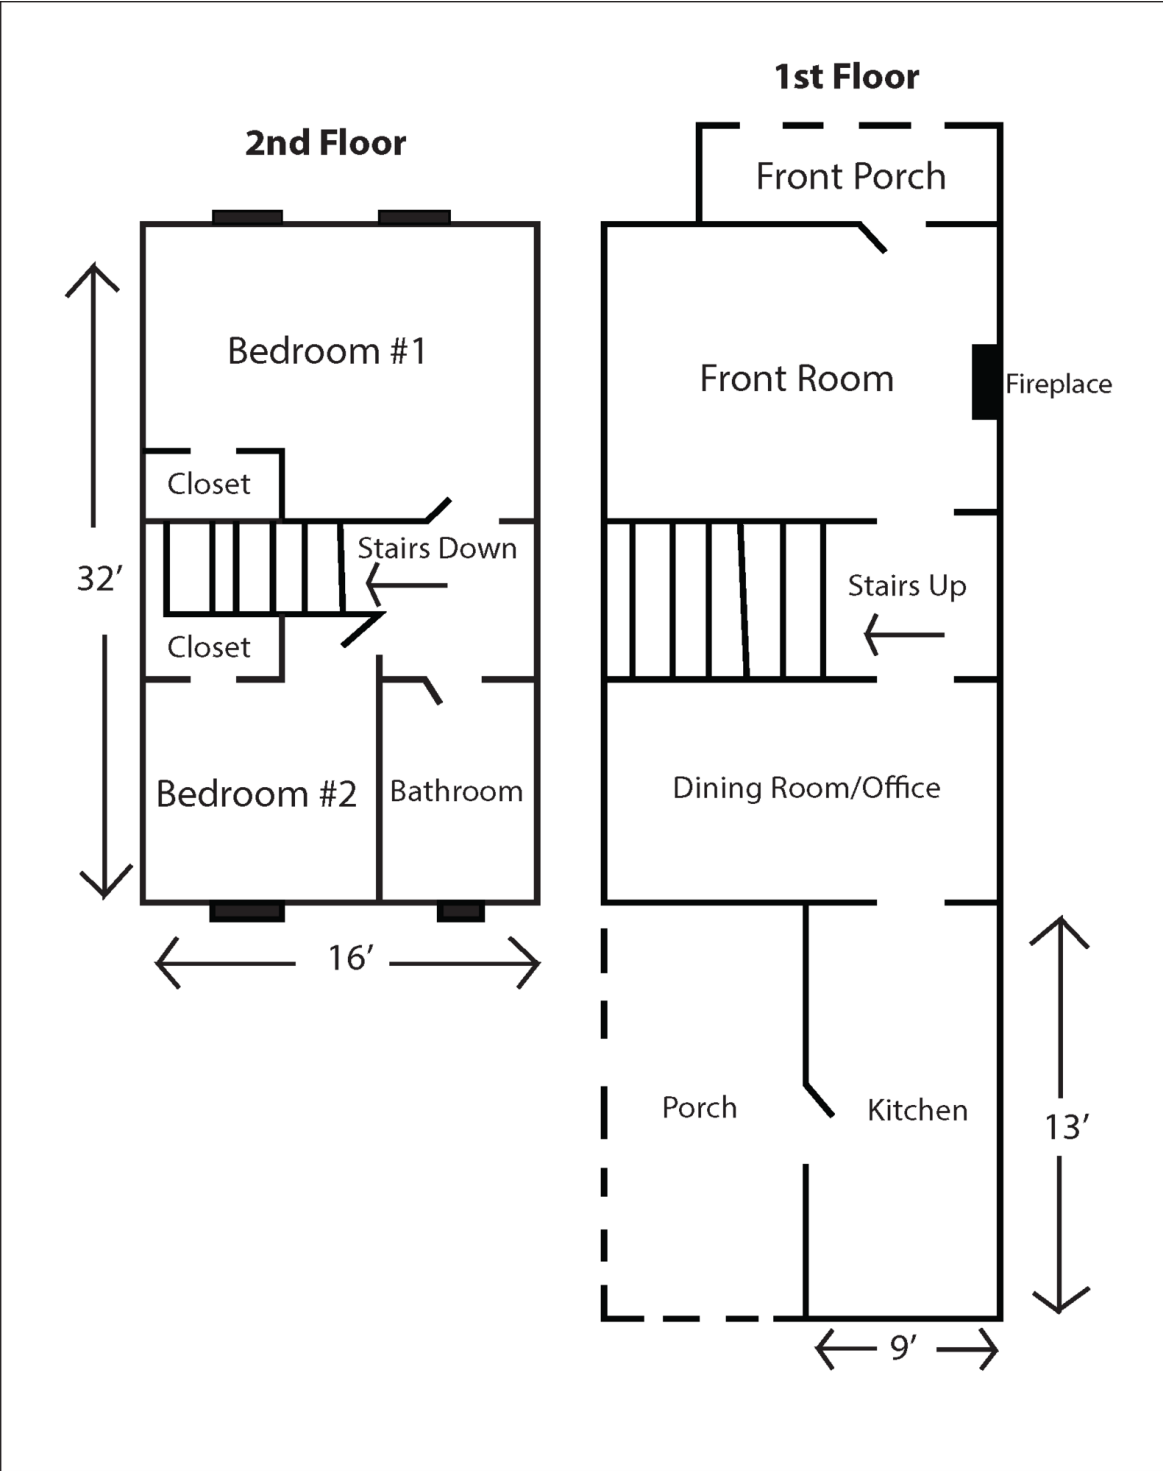 2nd Floor
Bedroom #1
Closet
Stairs Down
32’
Closet
Bedroom #2
Bathroom
16’
1st Floor
Front Porch
Front Room
Fireplace
Stairs Up
Dining Room/Office
Porch
Kitchen
13’
9’